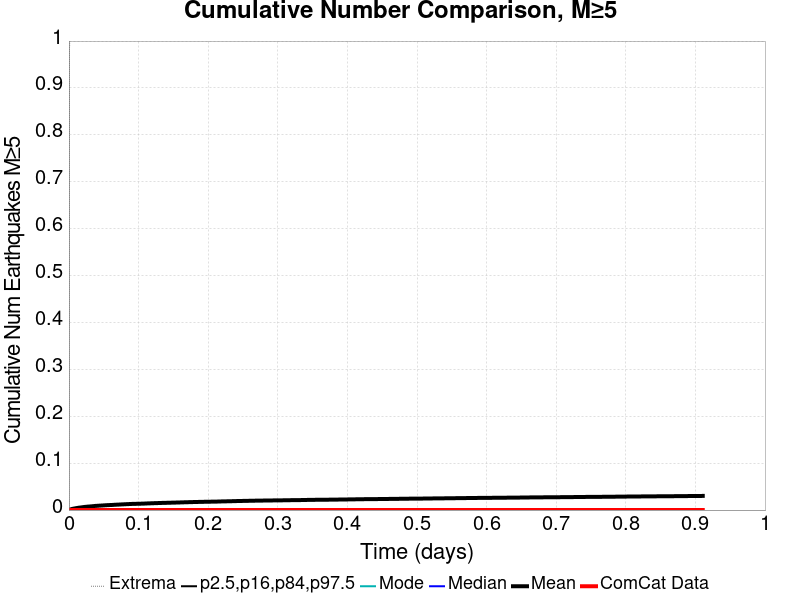 Cumulative Number Comparison, M≥5
Cumulative Num Earthquakes M≥5
1
0.9
0.8
0.7
0.6
0.5
0.4
0.3
0.2
0.1
0
0 0.1 0.2 0.3 0.4 0.5 0.6 0.7 0.8 0.9 1
Time (days)
Extrema p2.5,p16,p84,p97.5 Mode Median Mean ComCat Data